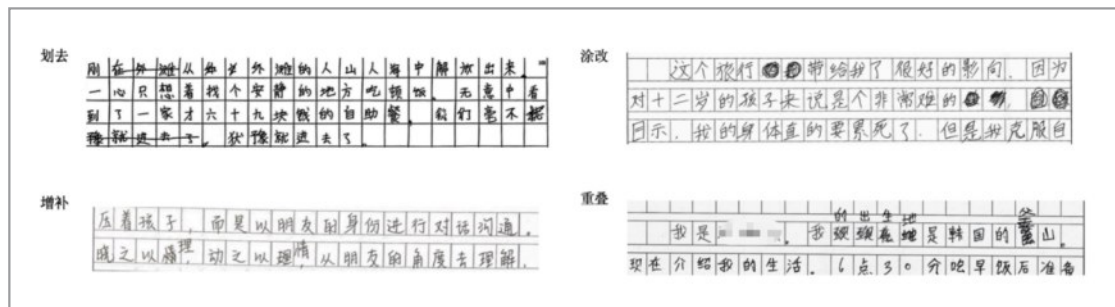 划去
刚在外滩从外滩的人山人海中解放出来。
一心只想着找个安静的地方吃顿饭。无意中看
到了一家才六十九块钱的自助餐。我们毫不
就进去了。犹豫就进去了。
涂改
这个旅行带给我了很好的影向。因为
对十二岁的孩子来说是个非常难的
日示。我的身体直的要累死了。但是我克服自
增补
压着孩子,而是以朋友的身份进行对话沟通。
晓之以理,动之以情,从朋友的角度去理解.
重叠
的出生地
我是 。我是韩国的釜山。
现在介绍我的生活。6点30分吃早饭后准备